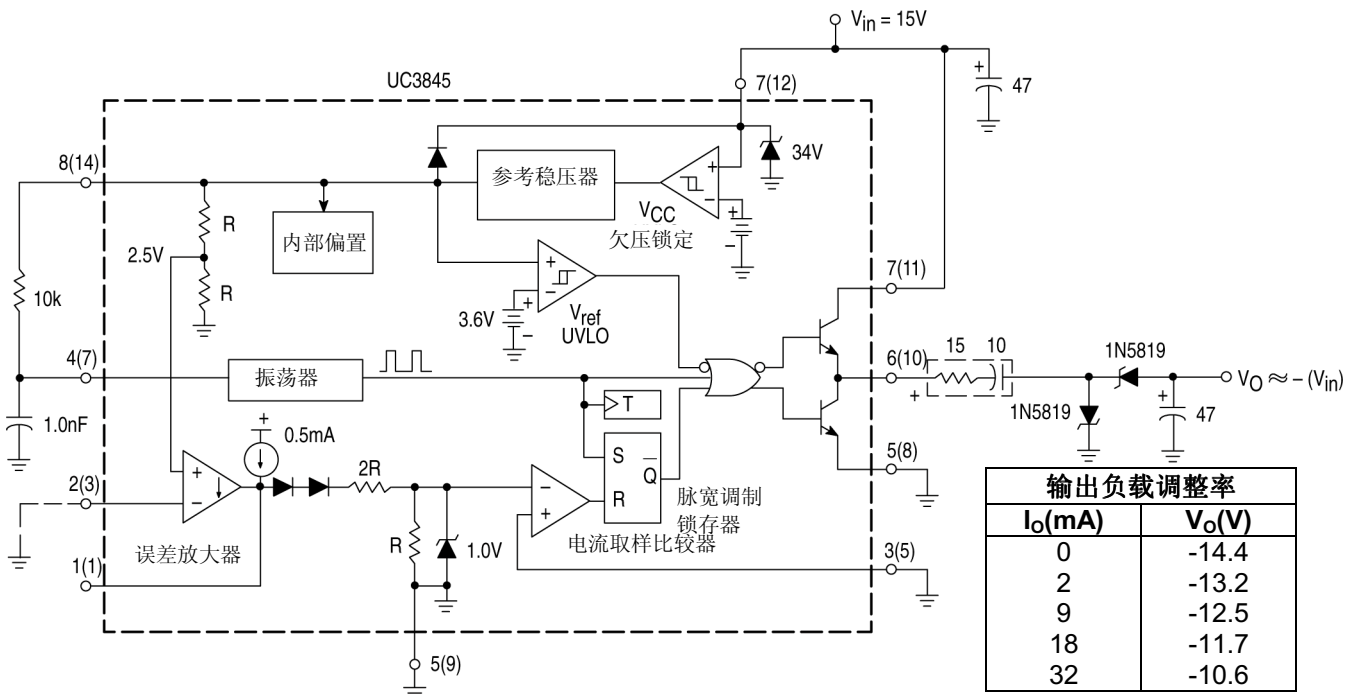 V_in = 15V
UC3845
7(12)
47
34V
8(14)
参考稳压器
V_CC
欠压锁定
R
2.5V
内部偏置
R
10k
7(11)
3.6V
V_ref
UVLO
4(7)
振荡器
6(10)
15 10
1N5819
V_O ≈ – (V_in)
T
1N5819
47
1.0nF
0.5mA
2R
S
Q
R
5(8)
2(3)
误差放大器
脉宽调制
锁存器
电流取样比较器
R
1.0V
1(1)
3(5)
5(9)
输出负载调整率
I_O(mA) V_O(V)
0 -14.4
2 -13.2
9 -12.5
18 -11.7
32 -10.6